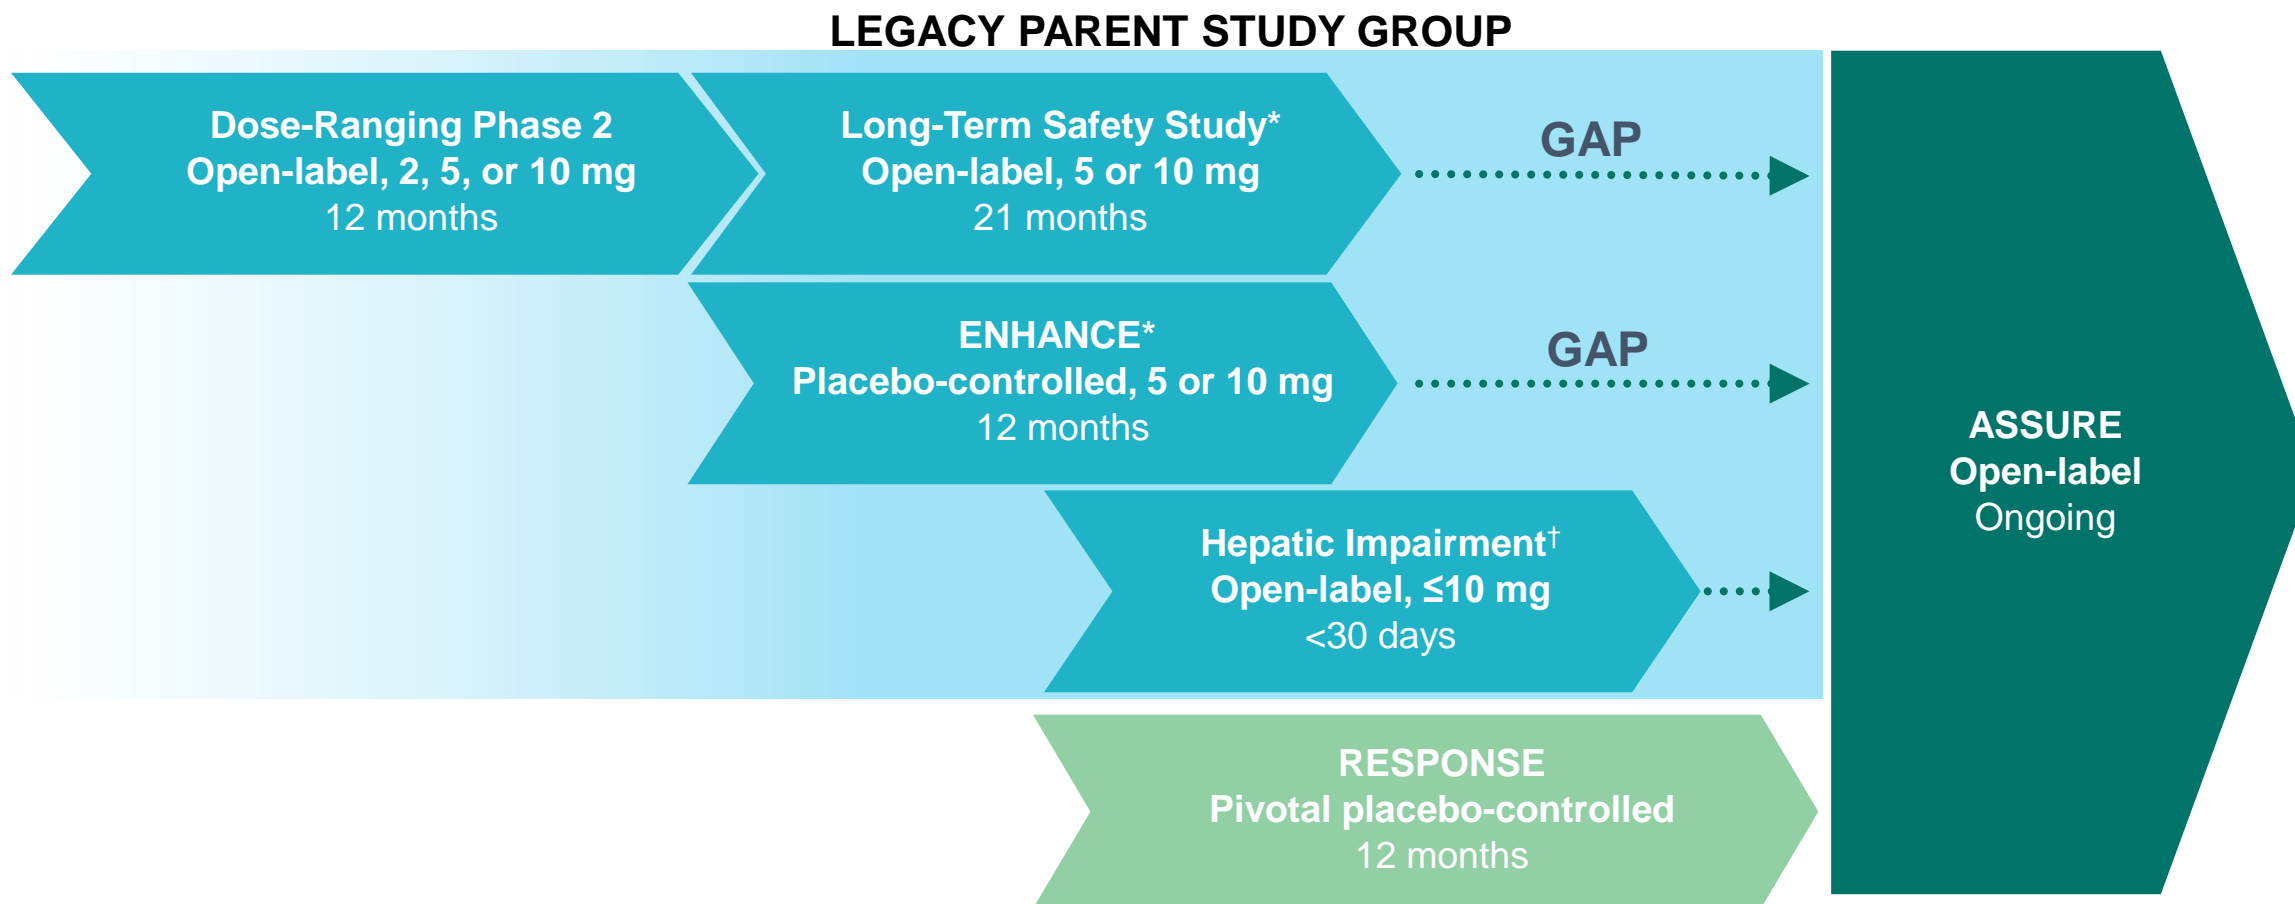 LEGACY PARENT STUDY GROUP
Dose-Ranging Phase 2
Open-label, 2, 5, or 10 mg
12 months
Long-Term Safety Study*
Open-label, 5 or 10 mg
21 months
GAP
ENHANCE*
Placebo-controlled, 5 or 10 mg
12 months
GAP
Hepatic Impairment†
Open-label, ≤10 mg
<30 days
RESPONSE
Pivotal placebo-controlled
12 months
ASSURE
Open-label
Ongoing